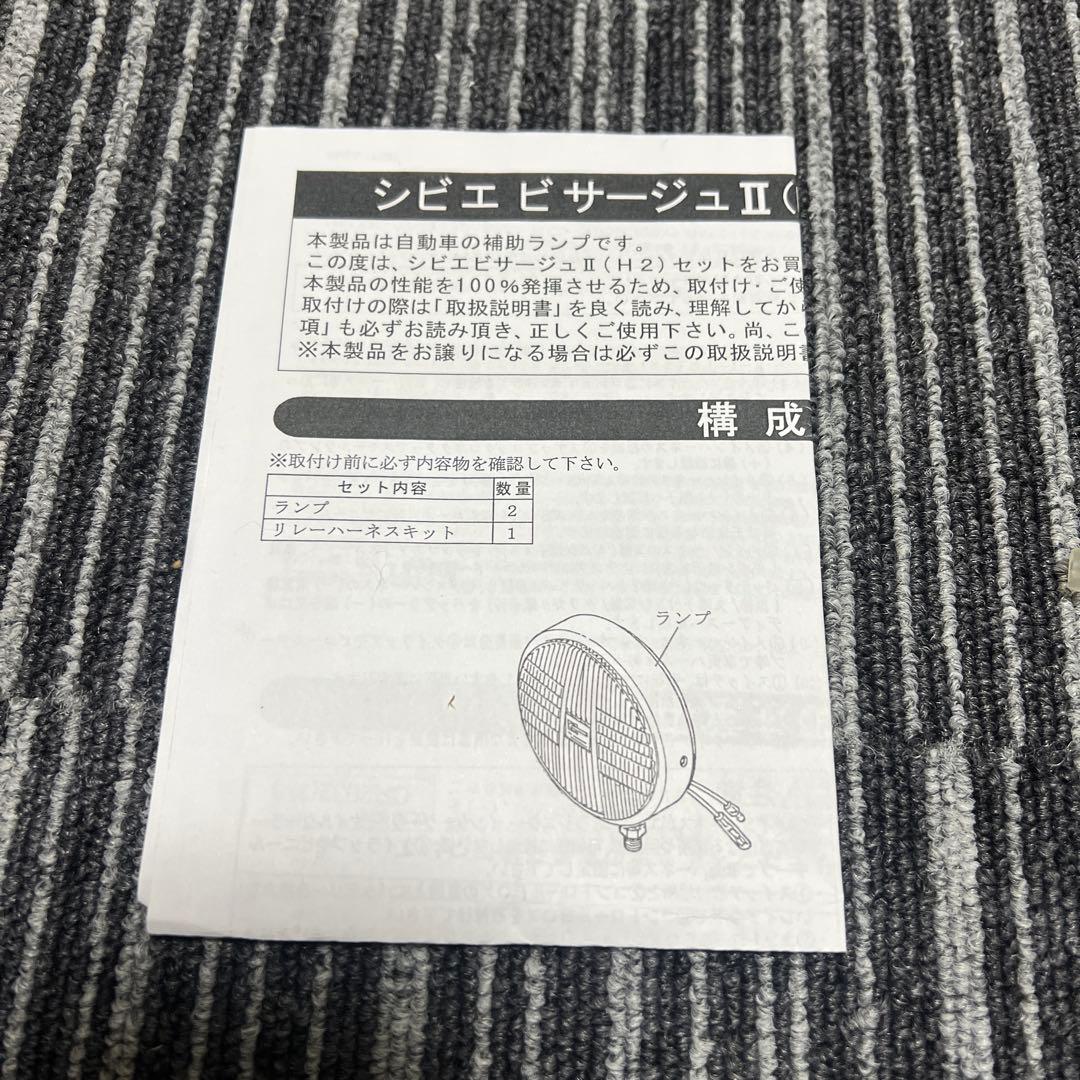 シビエ ビサージュⅡ(
本製品は自動車の補助ランプです。
この度は、シビエビサージュⅡ(H2)セットをお買
本製品の性能を100%発揮させるため、取付け・ご使
取付けの際は「取扱説明書」を良く読み、理解してか
項」も必ずお読み頂き、正しくご使用下さい。尚、こ
※本製品をお譲りになる場合は必ずこの取扱説明書
構成
※取付け前に必ず内容物を確認して下さい。
セット内容 数量
ランプ 2
リレーハーネスキット 1
ランプ